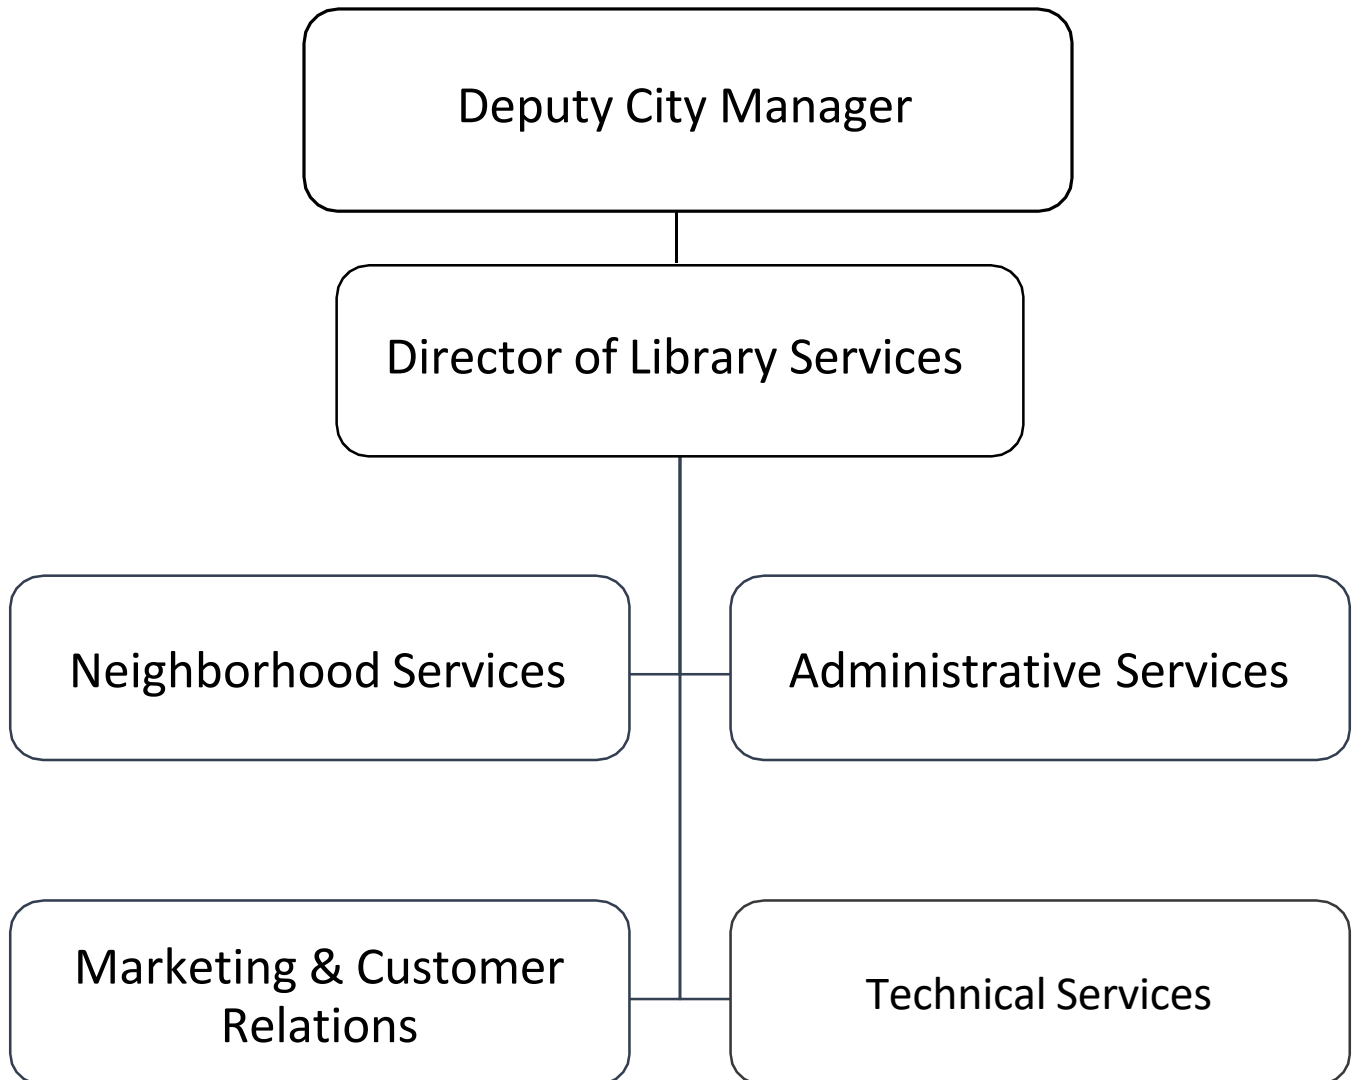 Deputy City Manager
Director of Library Services
Neighborhood Services
Administrative Services
Marketing & Customer
Relations
Technical Services